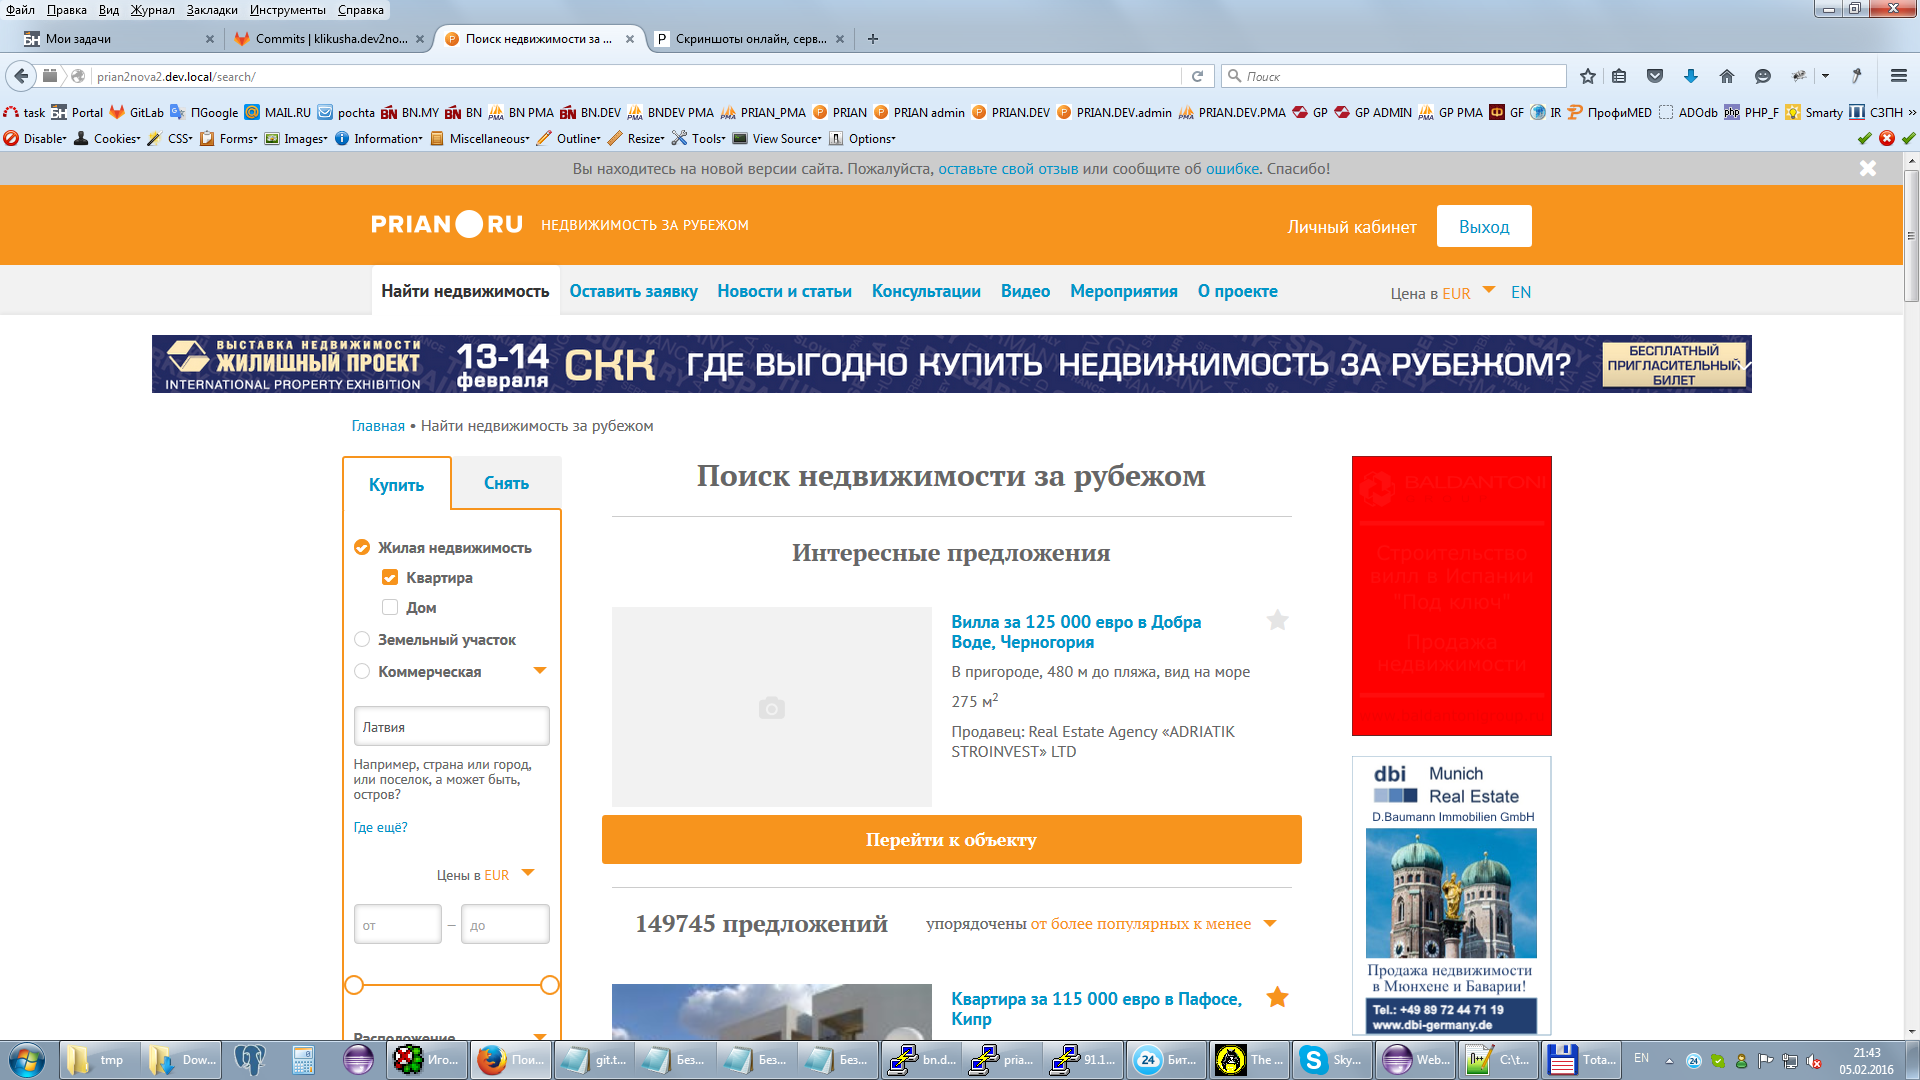 Файл Правка Вид Журнал Закладки Инструменты Справка
Мои задачи
Commits | klikusha.dev2no...
Поиск недвижимости за ...
Скриншоты онлайн, серв...
prian2nova2.dev.local/search/
Поиск
task Portal GitLab ПGoogle MAIL.RU pochta BN.MY BN BN PMA BN.DEV BNDEV PMA PRIAN_PMA PRIAN PRIAN admin PRIAN.DEV PRIAN.DEV.admin PRIAN.DEV.PMA GP GP ADMIN GP PMA GF IR ПрофиMED ADOdb PHP_F Smarty СЗПН
Disable Cookies CSS Forms Images Information Miscellaneous Outline Resize Tools View Source Options
Вы находитесь на новой версии сайта. Пожалуйста, оставьте свой отзыв или сообщите об ошибке. Спасибо!
PRIAN RU НЕДВИЖИМОСТЬ ЗА РУБЕЖОМ
Личный кабинет Выход
Найти недвижимость Оставить заявку Новости и статьи Консультации Видео Мероприятия О проекте
Цена в EUR EN
ВЫСТАВКА НЕДВИЖИМОСТИ
ЖИЛИЩНЫЙ ПРОЕКТ
INTERNATIONAL PROPERTY EXHIBITION
13-14
февраля
СКК
ГДЕ ВЫГОДНО КУПИТЬ НЕДВИЖИМОСТЬ ЗА РУБЕЖОМ?
БЕСПЛАТНЫЙ
ПРИГЛАСИТЕЛЬНЫЙ
БИЛЕТ
Главная • Найти недвижимость за рубежом
Купить Снять
Жилая недвижимость
Квартира
Дом
Земельный участок
Коммерческая
Латвия
Например, страна или город,
или поселок, а может быть,
остров?
Где ещё?
Цены в EUR
от – до
Расположение
Поиск недвижимости за рубежом
Интересные предложения
Вилла за 125 000 евро в Добра
Воде, Черногория
В пригороде, 480 м до пляжа, вид на море
275 м2
Продавец: Real Estate Agency «ADRIATIK
STROINVEST» LTD
Перейти к объекту
149745 предложений
упорядочены от более популярных к менее
Квартира за 115 000 евро в Пафосе,
Кипр
BALDANTONI
Строительство
вилл в Испании
"Под ключ"
Продажа
недвижимости
dbi Munich
Real Estate
D.Baumann Immobilien GmbH
Продажа недвижимости
в Мюнхене и Баварии!
Tel.: +49 89 72 44 71 19
www.dbi-germany.de
tmp Dow... Иго... Пои... git.t... Без... Без... Без... bn.d... pria... 91.1... 24 Бит... The ... Sky... Web... C:\t... Tota... EN
21:43
05.02.2016